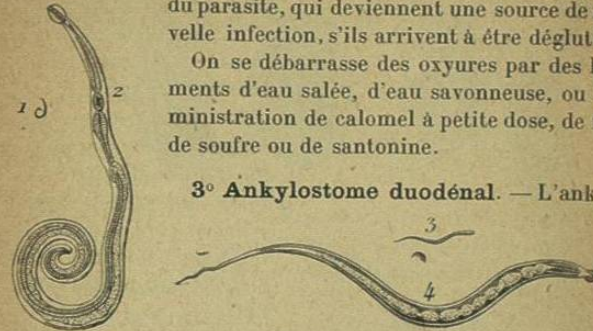 du parasite, qui deviennent une source de
velle infection, s'ils arrivent à être déglut
On se débarrasse des oxyures par des
ments d'eau salée, d'eau savonneuse, ou
ministration de calomel à petite dose, de
de soufre ou de santonine.
1 2
3° Ankylostome duodénal. — L'ank
3
4